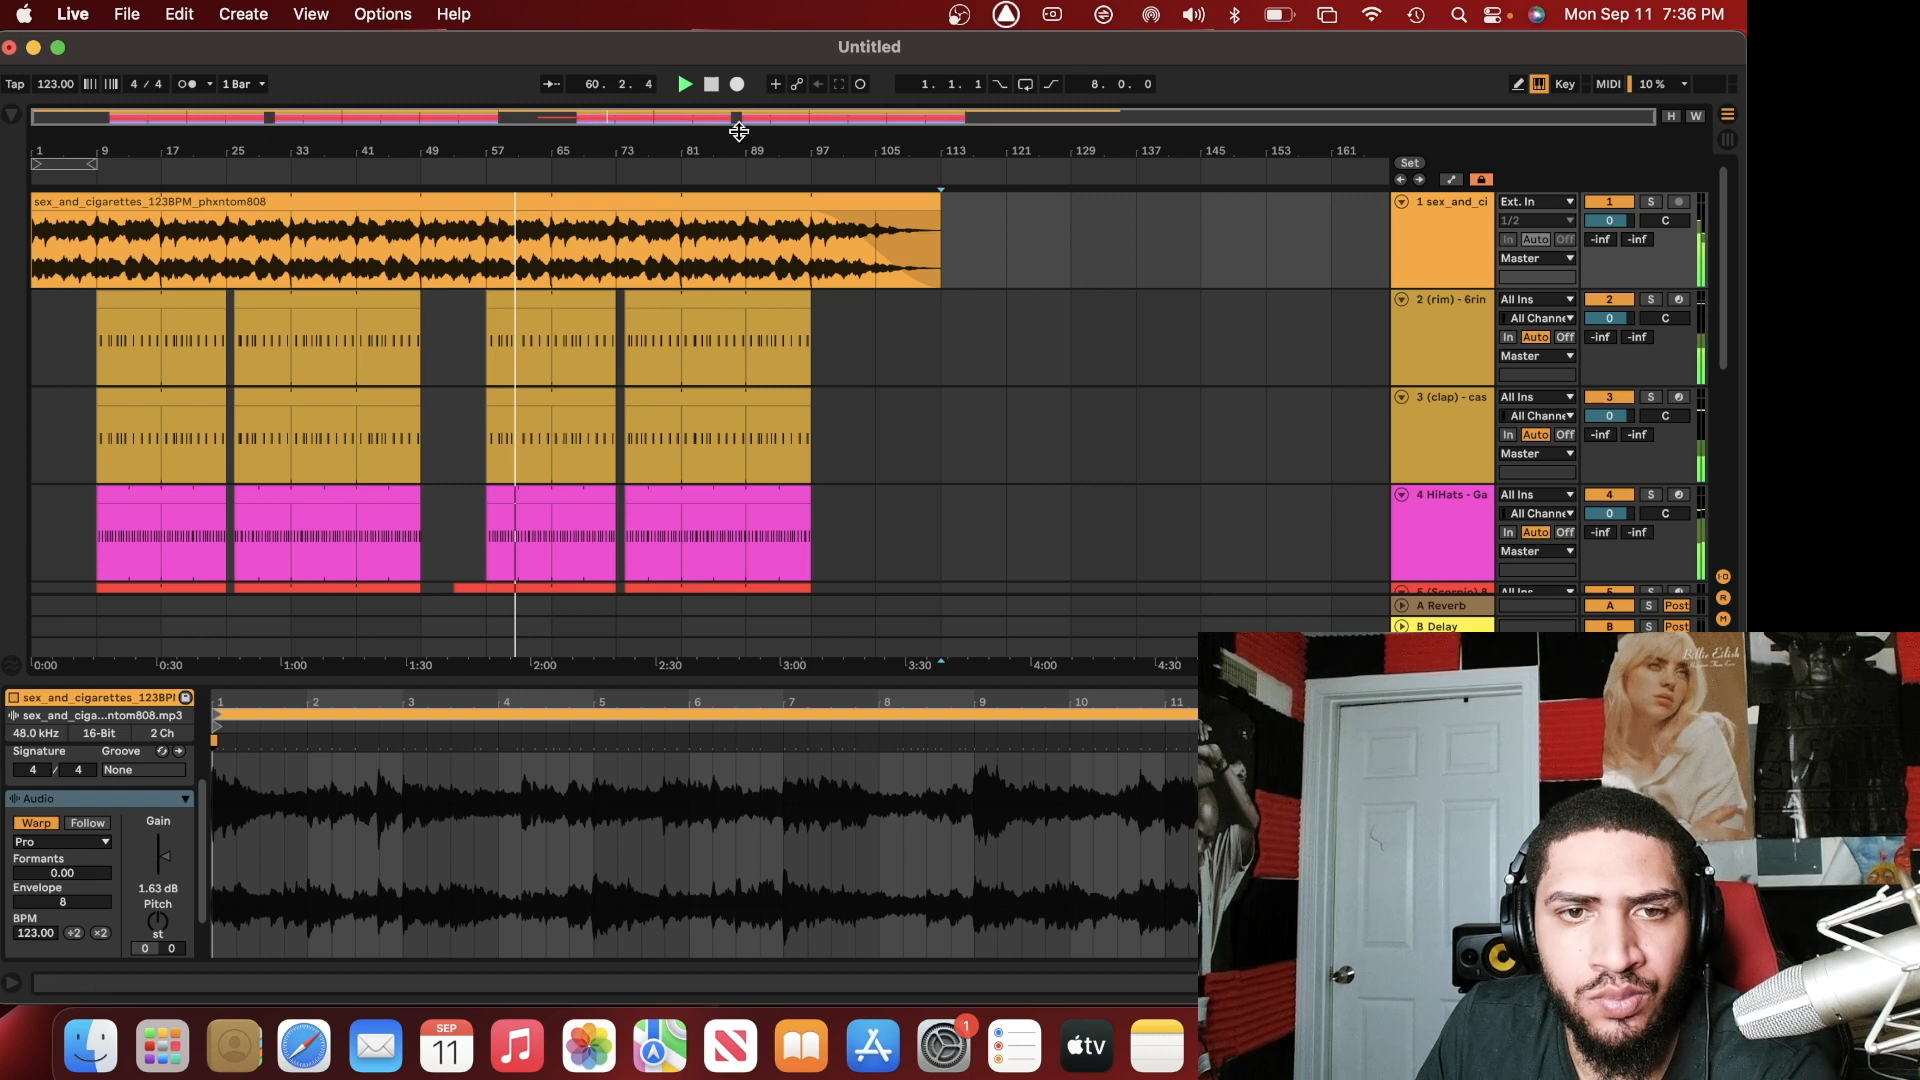 Live File Edit Create View Options Help Mon Sep 11 7:36 PM
Untitled
Tap 123.00 4 / 4 1 Bar 60. 2. 4 1. 1. 1 8. 0. 0 Key MIDI 10 %
H W
1 9 17 25 33 41 49 57 65 73 81 89 97 105 113 121 129 137 145 153 161
Set
sex_and_cigarettes_123BPM_phxntom808
1 sex_and_ci Ext. In 1 S
1/2 0 C
In Auto Off -inf -inf
Master
2 (rim) - 6rin All Ins 2 S
All Channe 0 C
In Auto Off -inf -inf
Master
3 (clap) - cas All Ins 3 S
All Channe 0 C
In Auto Off -inf -inf
Master
4 HiHats - Ga All Ins 4 S
All Channe 0 C
In Auto Off -inf -inf
Master
5 (Scorpio) 8 All Ins 5 S
A Reverb A S Post
B Delay B S Post
0:00 0:30 1:00 1:30 2:00 2:30 3:00 3:30 4:00 4:30
sex_and_cigarettes_123BPI
sex_and_ciga...ntom808.mp3
48.0 kHz 16-Bit 2 Ch
Signature Groove
4 / 4 None
Audio
Warp Follow Gain
Pro
Formants
0.00
Envelope 1.63 dB
8 Pitch
BPM st
123.00 ÷2 ×2 0 0
1 2 3 4 5 6 7 8 9 10 11
Billie Eilish
SEP
11
1
tv